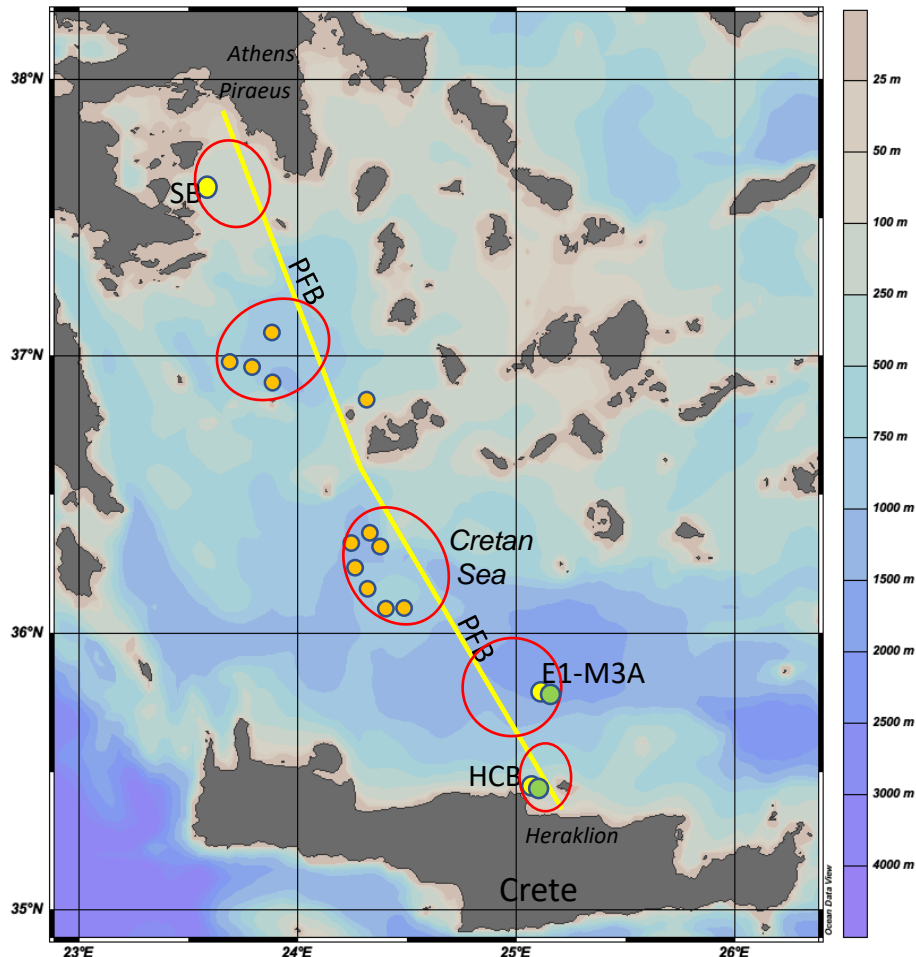 Athens
38°N
Piraeus
SB
PFB
37°N
Cretan
Sea
36°N
PFB
E1-M3A
HCB
Heraklion
Crete
35°N
23°E
24°E
25°E
26°E
25 m
50 m
100 m
250 m
500 m
750 m
1000 m
1500 m
2000 m
2500 m
3000 m
4000 m
Ocean Data View